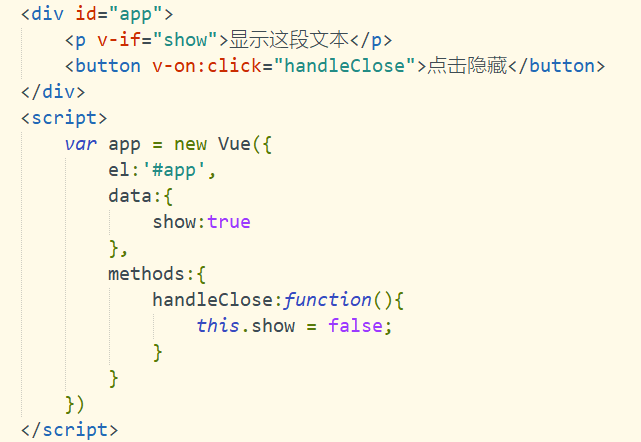 <div id="app">
    <p v-if="show">显示这段文本</p>
    <button v-on:click="handleClose">点击隐藏</button>
</div>
<script>
    var app = new Vue({
        el:'#app',
        data:{
            show:true
        },
        methods:{
            handleClose:function(){
                this.show = false;
            }
        }
    })
</script>